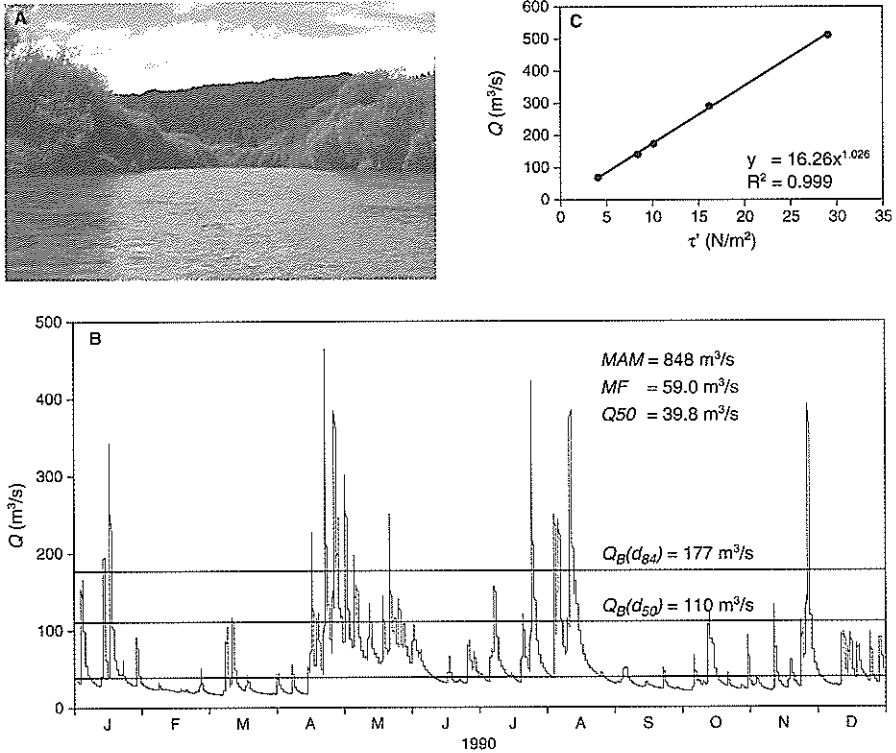 A
C
600
500
400
300
200
100
0
Q (m³/s)
y = 16.26x^1.026
R² = 0.999
0 5 10 15 20 25 30 35
τ' (N/m²)
B
500
400
300
200
100
0
Q (m³/s)
MAM = 848 m³/s
MF = 59.0 m³/s
Q50 = 39.8 m³/s
Q_B(d_84) = 177 m³/s
Q_B(d_50) = 110 m³/s
J F M A M J J A S O N D
1990